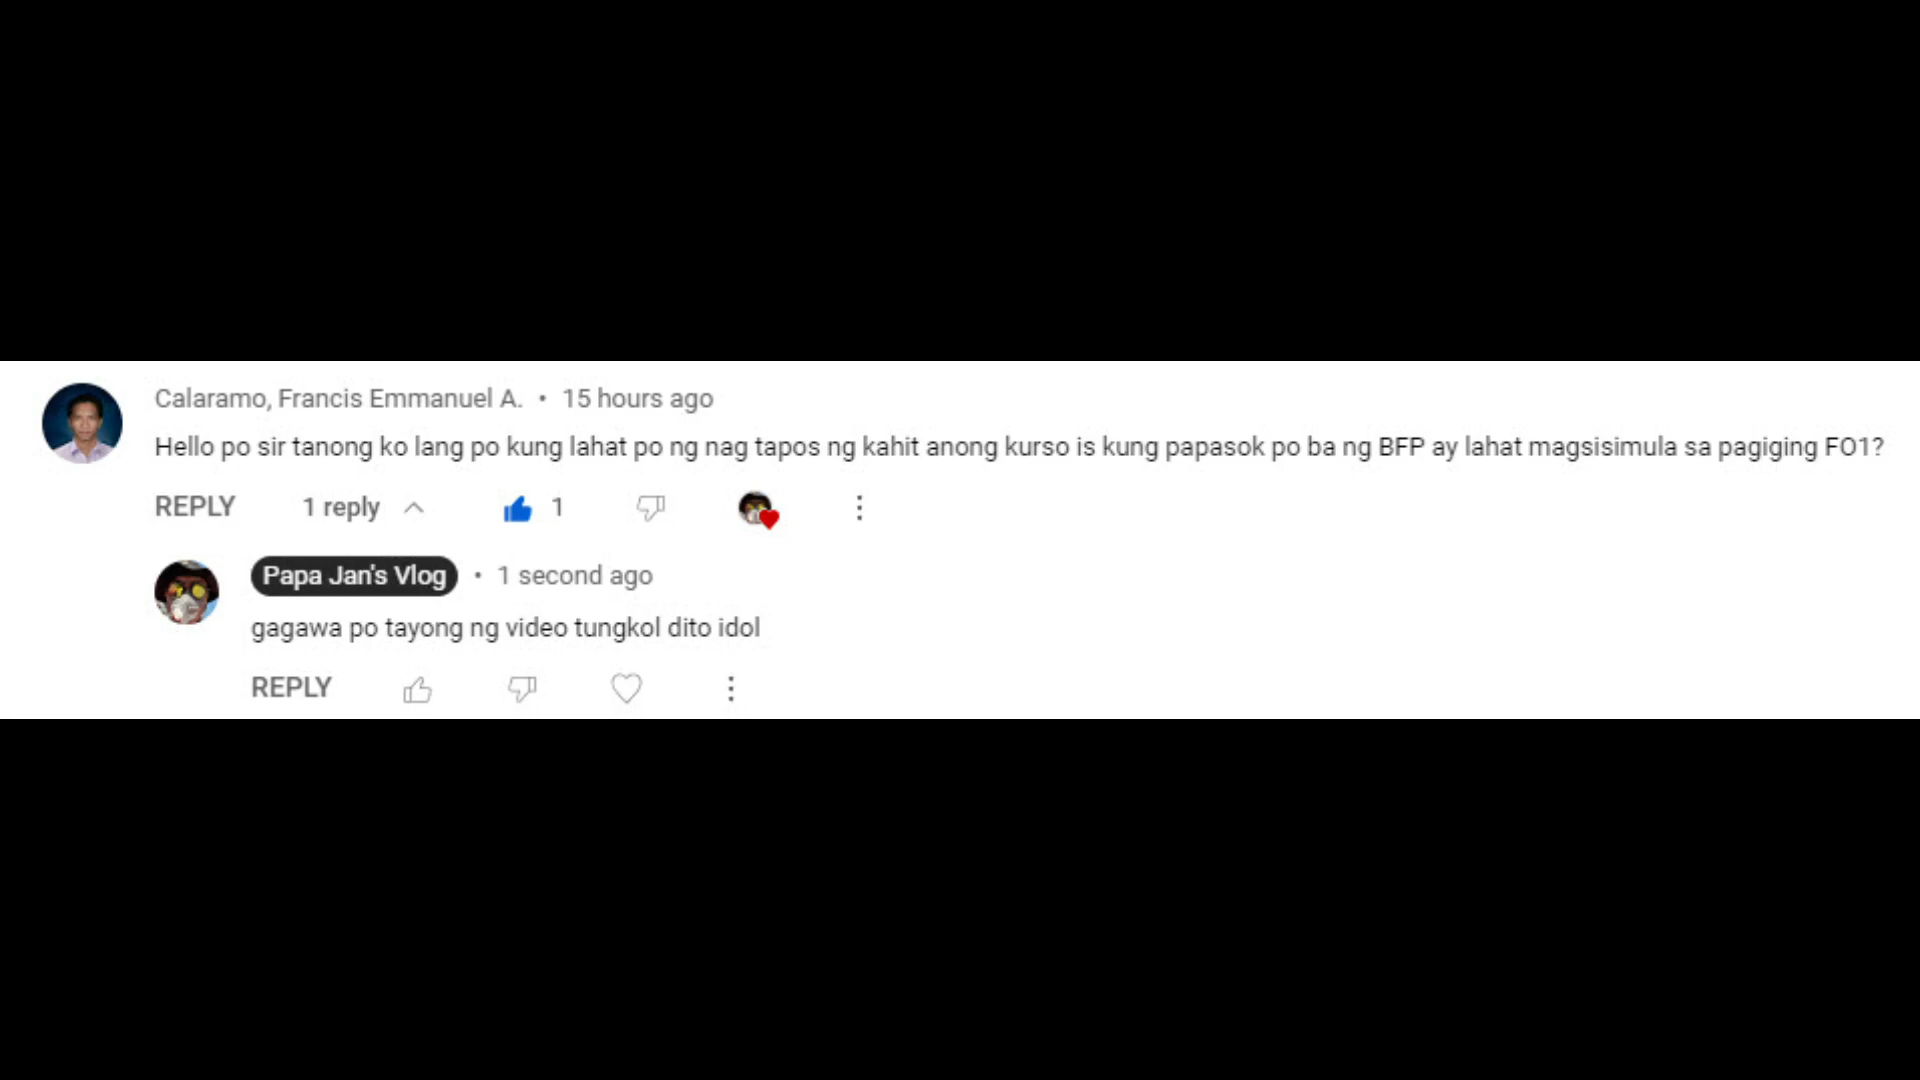 Calaramo, Francis Emmanuel A. • 15 hours ago
Hello po sir tanong ko lang po kung lahat po ng nag tapos ng kahit anong kurso is kung papasok po ba ng BFP ay lahat magsisimula sa pagiging FO1?
REPLY 1 reply 1
Papa Jan's Vlog • 1 second ago
gagawa po tayong ng video tungkol dito idol
REPLY